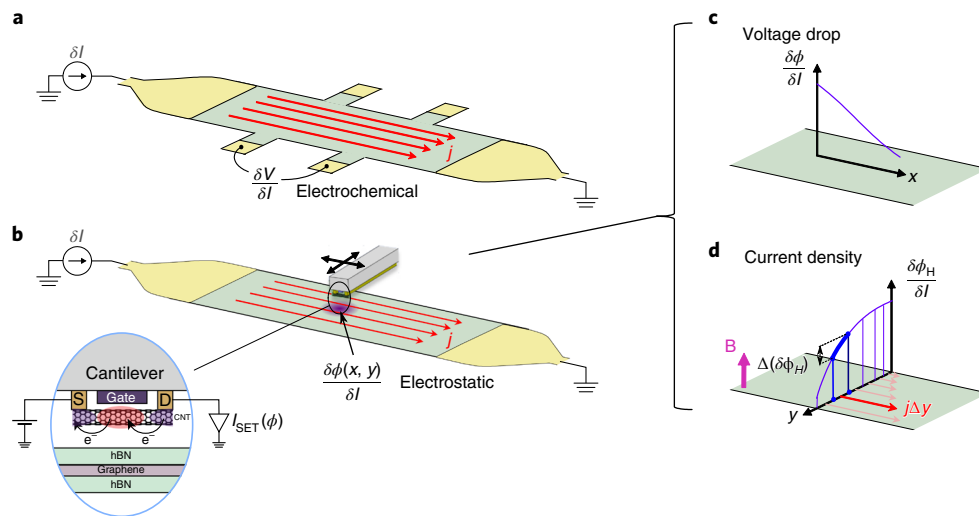 a
δI
j
δV
δI
Electrochemical
b
δI
j
δϕ(x, y)
δI
Electrostatic
Cantilever
S
Gate
D
CNT
e⁻
e⁻
I_SET(ϕ)
hBN
Graphene
hBN
c
Voltage drop
δϕ
δI
x
d
Current density
δϕ_H
δI
B
Δ(δϕ_H)
jΔy
y